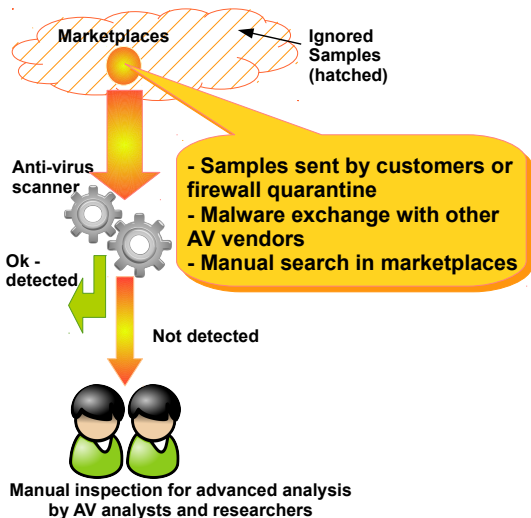 Marketplaces
Ignored
Samples
(hatched)
Anti-virus
scanner
- Samples sent by customers or
firewall quarantine
- Malware exchange with other
AV vendors
- Manual search in marketplaces
Ok -
detected
Not detected
Manual inspection for advanced analysis
by AV analysts and researchers